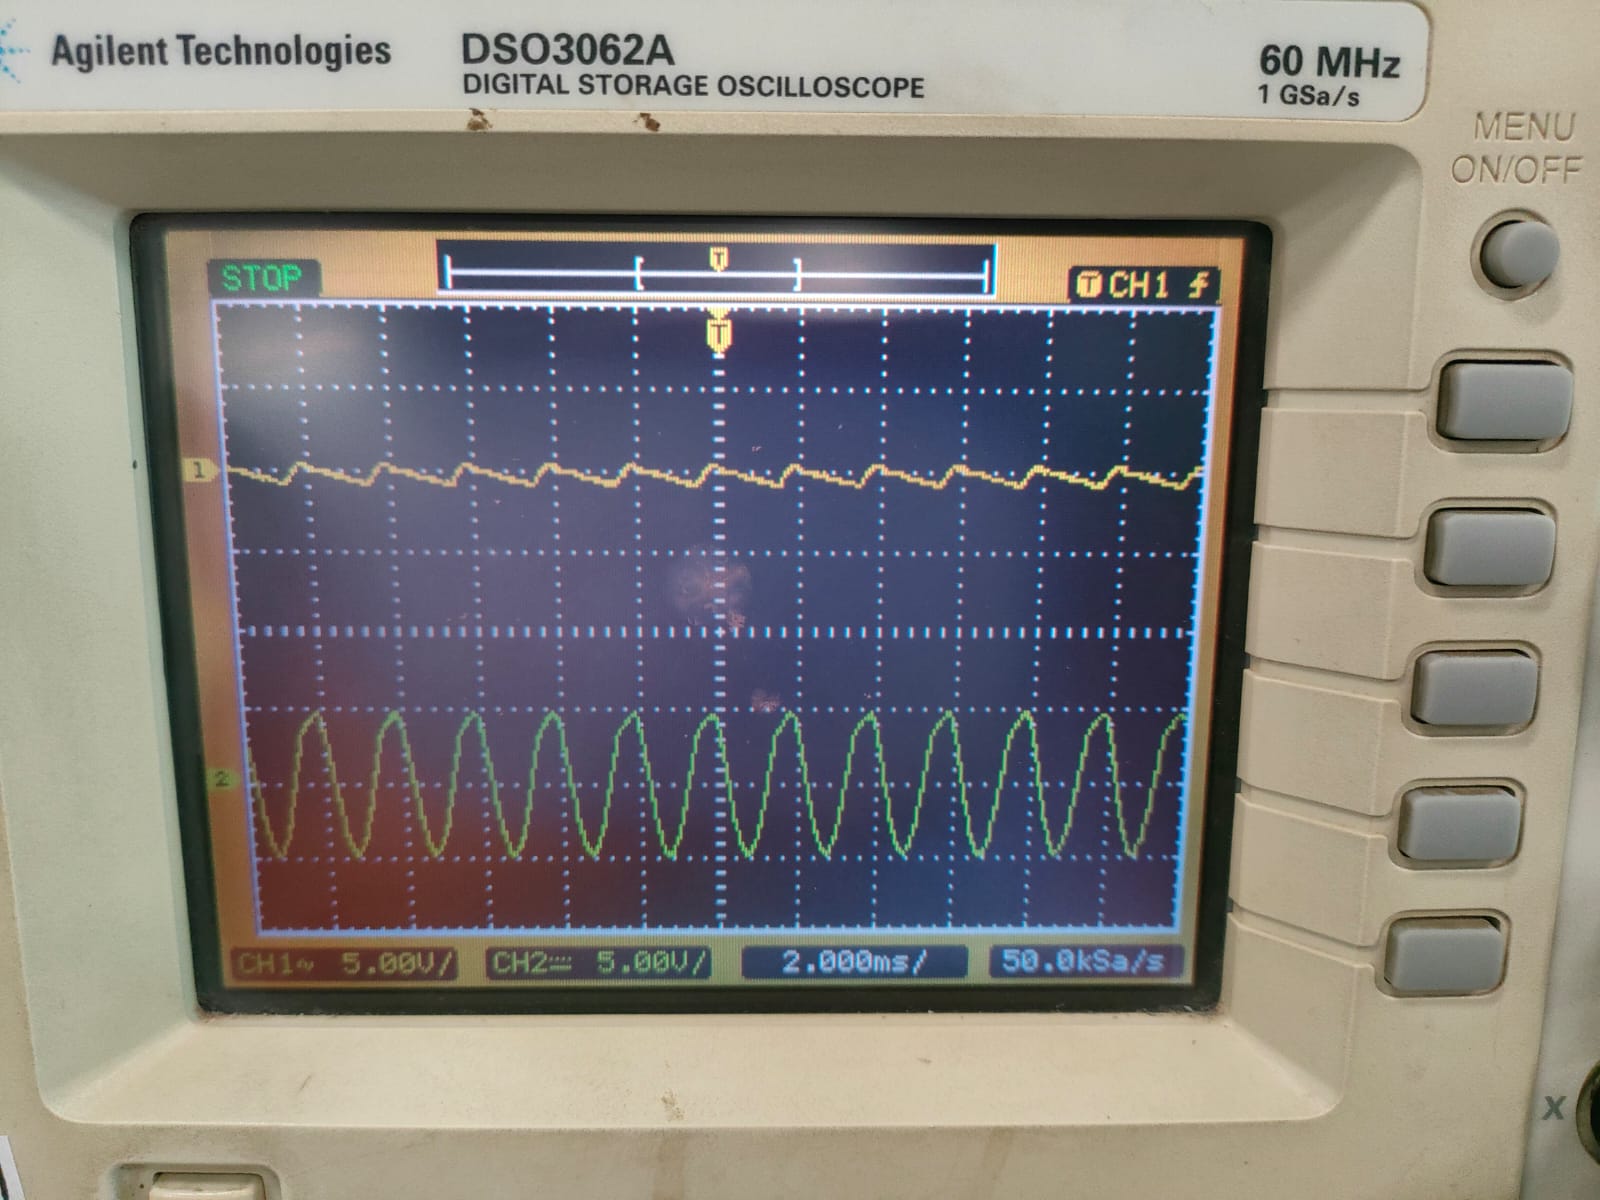 Agilent Technologies
DSO3062A
DIGITAL STORAGE OSCILLOSCOPE
60 MHz
1 GSa/s
MENU
ON/OFF
STOP
T
T CH1
T
1
2
CH1~ 5.00V/
CH2 5.00V/
2.000ms/
50.0kSa/s
X